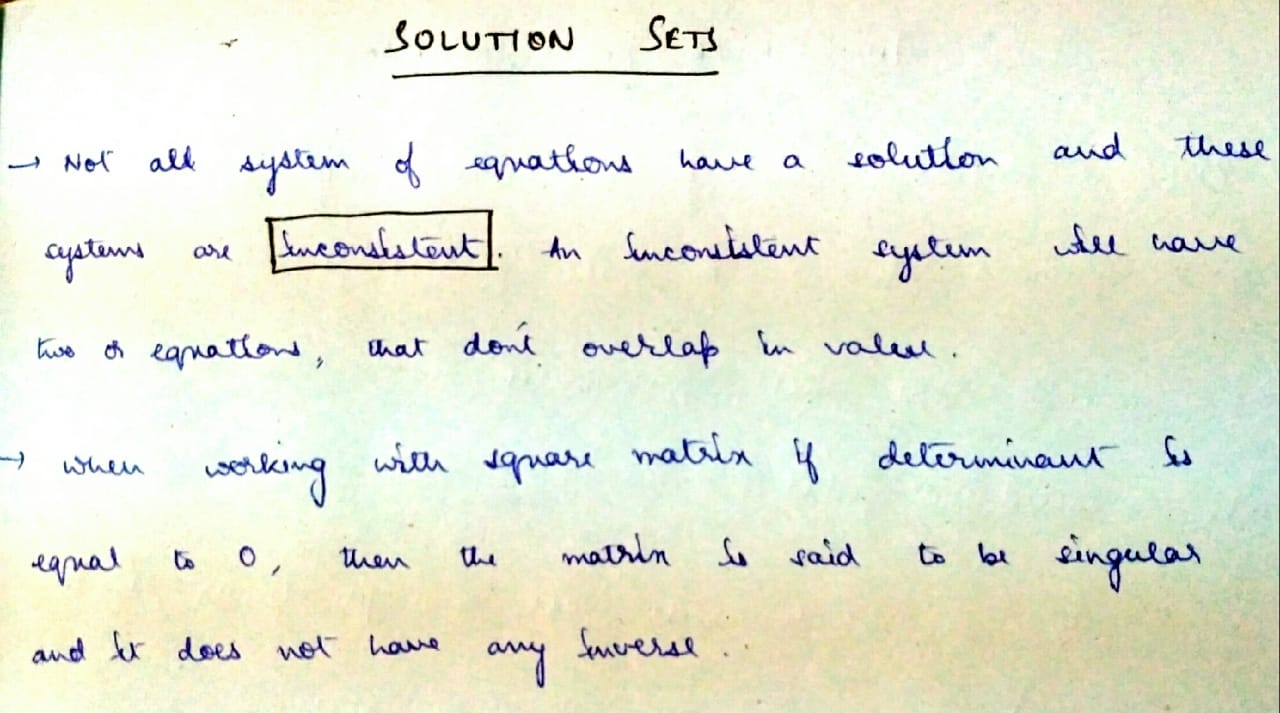 SOLUTION SETS
→ Not all system of equations have a solution and these
systems are inconsistent. An inconsistent system will have
two or equations, that don't overlap in value.
→ when working with square matrix if determinant is
equal to 0, then the matrix is said to be singular
and it does not have any inverse.